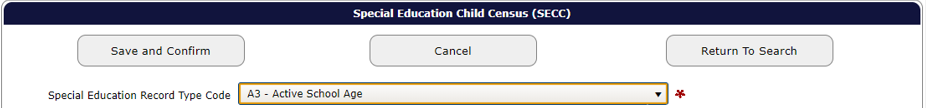 Special Education Child Census (SECC)
Save and Confirm Cancel Return To Search
Special Education Record Type Code A3 - Active School Age *